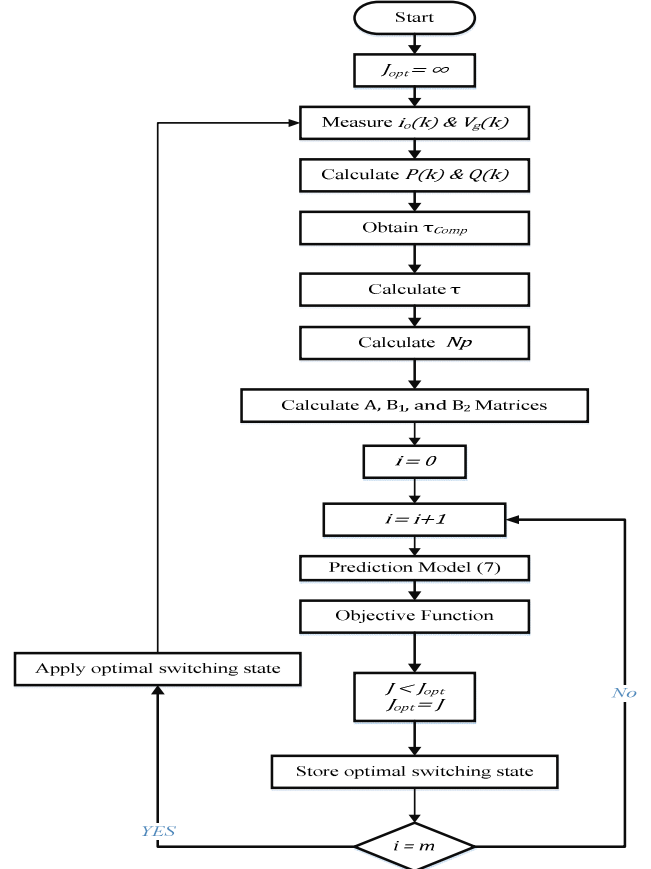 Start
J_opt = ∞
Measure i_o(k) & V_g(k)
Calculate P(k) & Q(k)
Obtain τ_Comp
Calculate τ
Calculate Np
Calculate A, B₁, and B₂ Matrices
i = 0
i = i+1
Prediction Model (7)
Objective Function
Apply optimal switching state
J < J_opt
J_opt = J
No
Store optimal switching state
YES
i = m